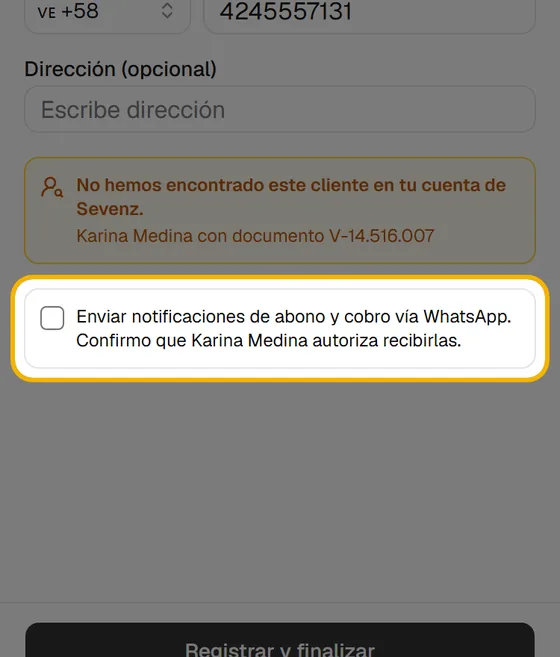 VE +58
4245557131
Dirección (opcional)
Escribe dirección
No hemos encontrado este cliente en tu cuenta de
Sevenz.
Karina Medina con documento V-14.516.007
Enviar notificaciones de abono y cobro vía WhatsApp.
Confirmo que Karina Medina autoriza recibirlas.
Registrar y finalizar